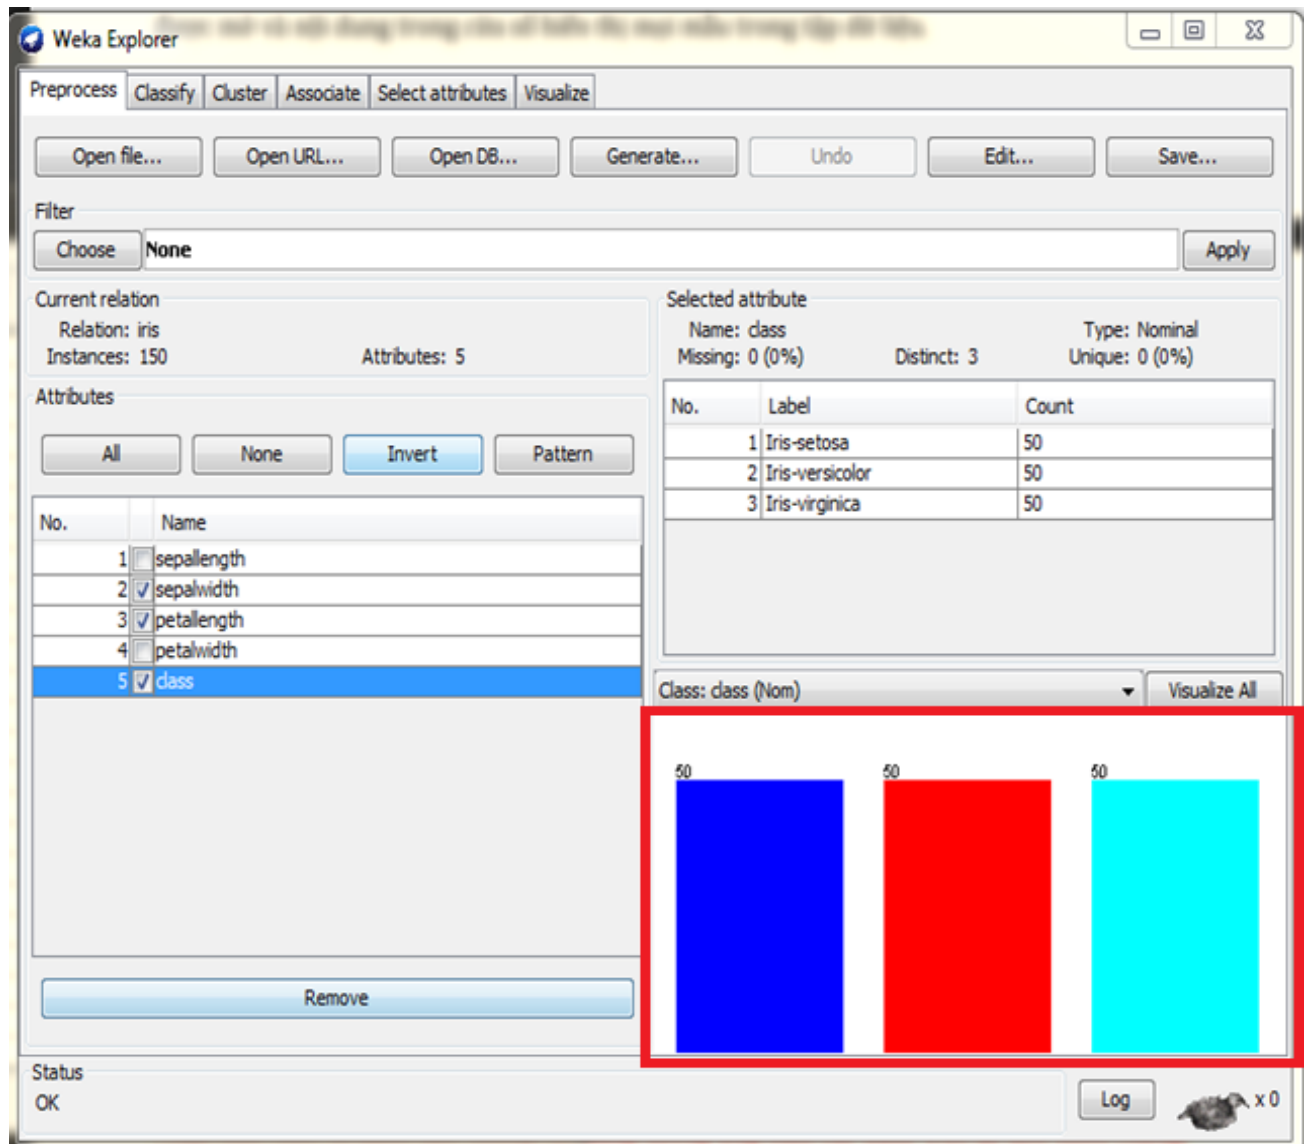 Weka Explorer
Preprocess Classify Cluster Associate Select attributes Visualize
Open file... Open URL... Open DB... Generate... Undo Edit... Save...
Filter
Choose None Apply
Current relation
Relation: iris
Instances: 150 Attributes: 5
Selected attribute
Name: class Type: Nominal
Missing: 0 (0%) Distinct: 3 Unique: 0 (0%)
Attributes
All None Invert Pattern
No. Name
1 sepallength
2 sepalwidth
3 petallength
4 petalwidth
5 class
Remove
No. Label Count
1 Iris-setosa 50
2 Iris-versicolor 50
3 Iris-virginica 50
Class: class (Nom) Visualize All
50 50 50
Status
OK
Log x 0